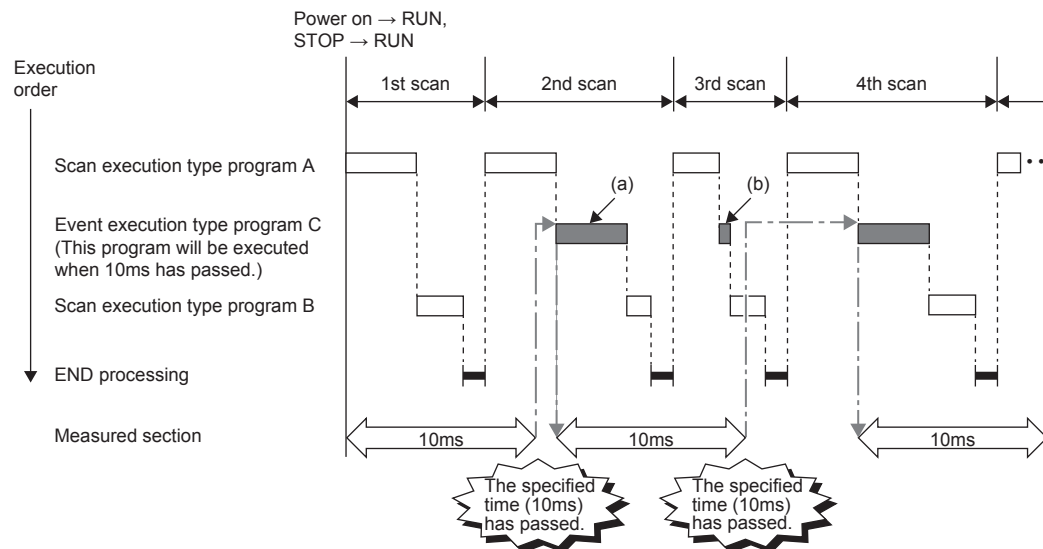 Power on → RUN,
STOP → RUN
Execution
order
1st scan
2nd scan
3rd scan
4th scan
Scan execution type program A
(a)
(b)
Event execution type program C
(This program will be executed
when 10ms has passed.)
Scan execution type program B
END processing
Measured section
10ms
10ms
10ms
The specified
time (10ms)
has passed.
The specified
time (10ms)
has passed.